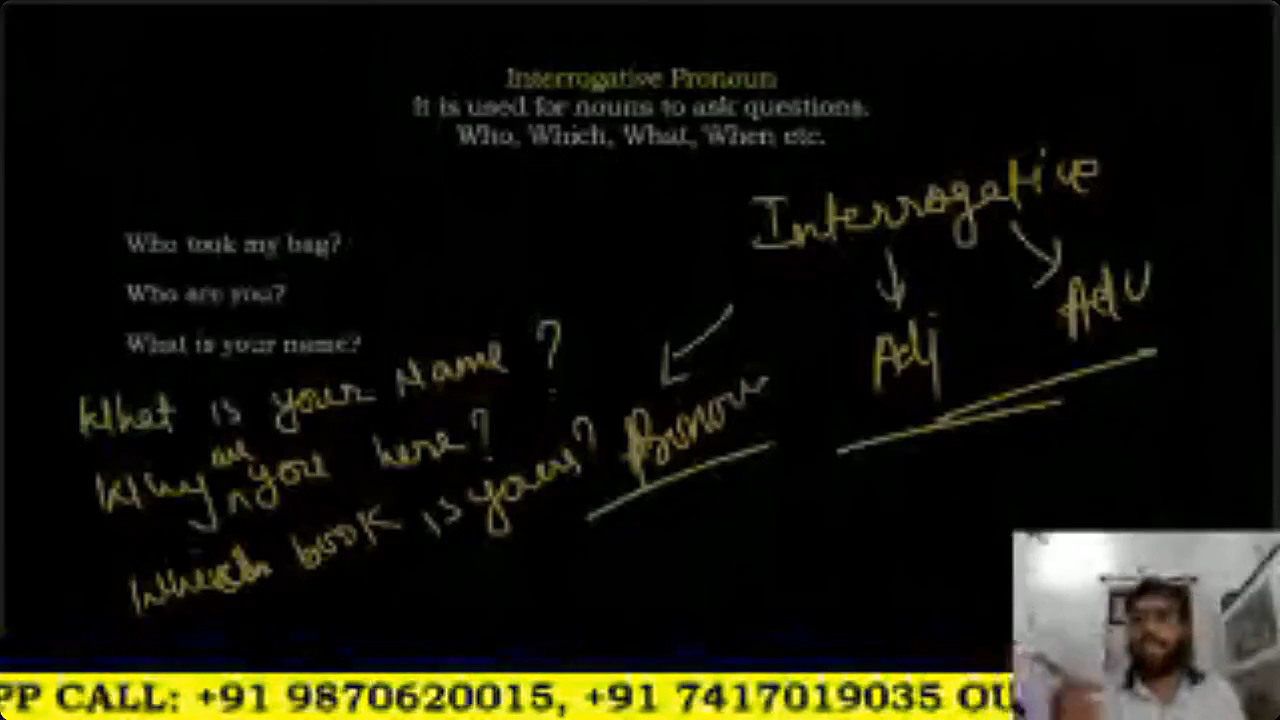 Interrogative Pronoun
It is used for nouns to ask questions.
Who, Which, What, When etc.
Interrogative
Who took my bag?
Who are you?
What is your name?
Adj
Adv
What is your Name ?
Why are you here?
Which book is yours?
PP CALL: +91 9870620015, +91 7417019035 OU